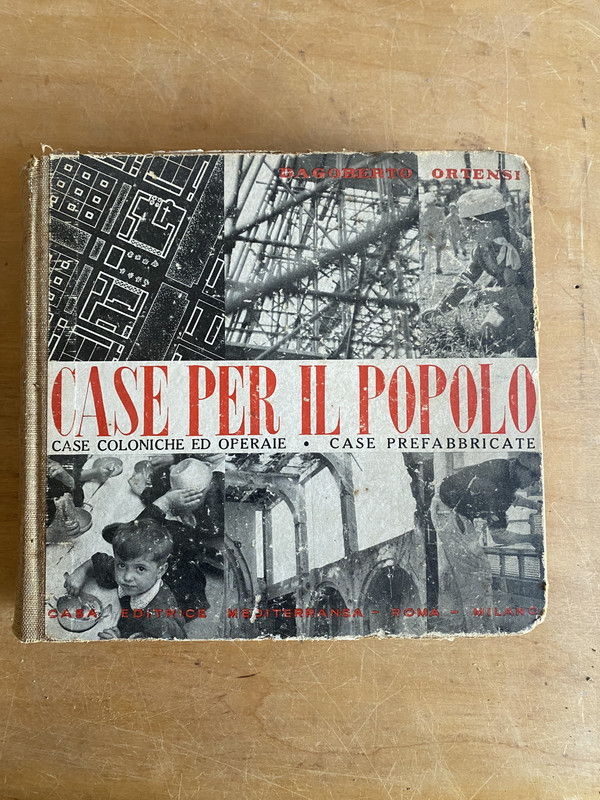 DAGOBERTO ORTENSI
CASE PER IL POPOLO
CASE COLONICHE ED OPERAIE • CASE PREFABBRICATE
CASA EDITRICE MEDITERRANEA - ROMA - MILANO